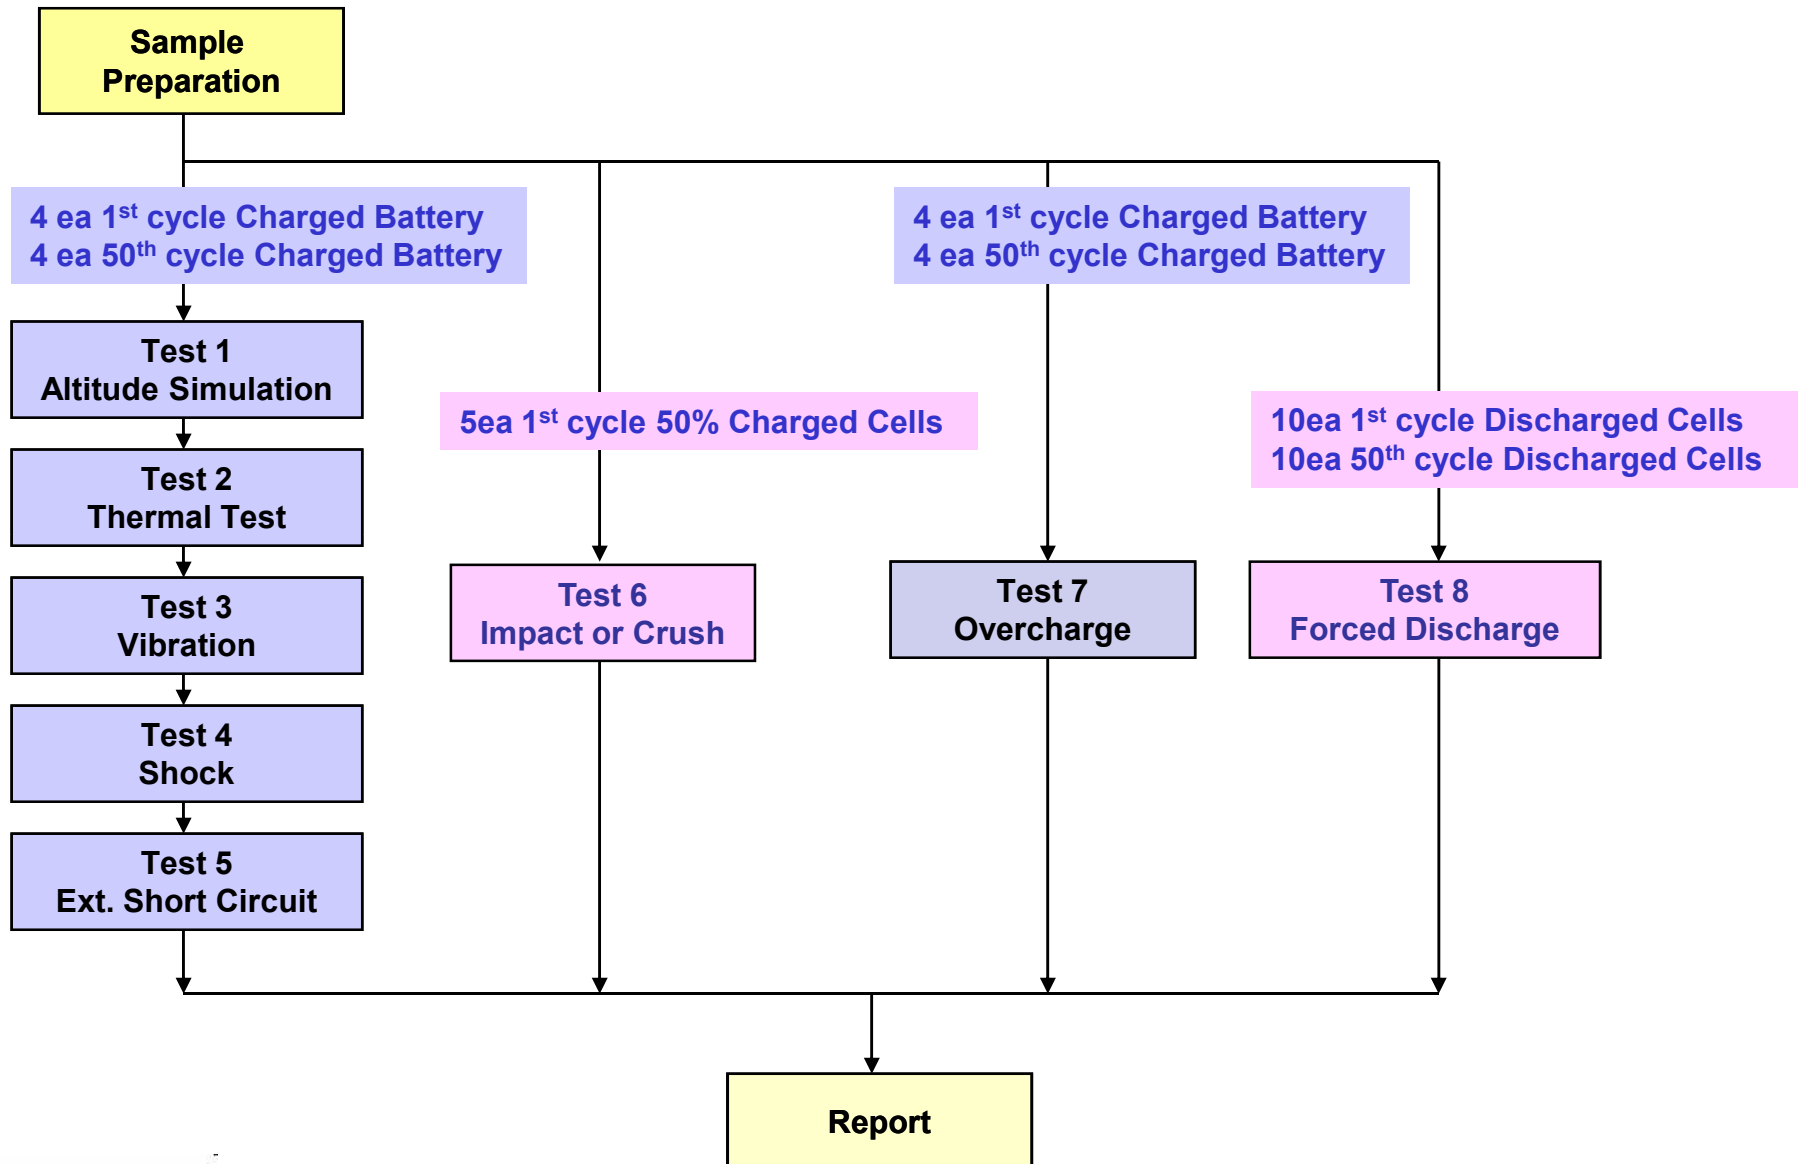 Sample
Preparation
4 ea 1st cycle Charged Battery
4 ea 50th cycle Charged Battery
4 ea 1st cycle Charged Battery
4 ea 50th cycle Charged Battery
Test 1
Altitude Simulation
5ea 1st cycle 50% Charged Cells
10ea 1st cycle Discharged Cells
10ea 50th cycle Discharged Cells
Test 2
Thermal Test
Test 3
Vibration
Test 6
Impact or Crush
Test 7
Overcharge
Test 8
Forced Discharge
Test 4
Shock
Test 5
Ext. Short Circuit
Report